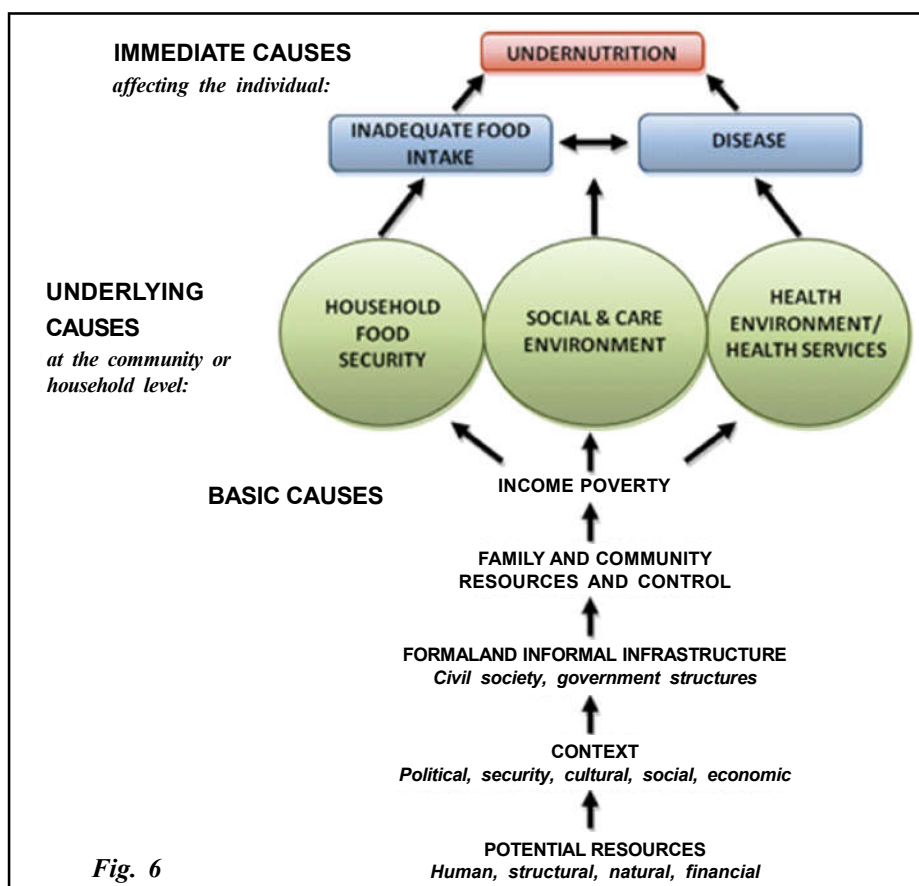 IMMEDIATE CAUSES
affecting the individual:
UNDERNUTRITION
INADEQUATE FOOD
INTAKE
DISEASE
UNDERLYING
CAUSES
at the community or
household level:
HOUSEHOLD
FOOD
SECURITY
SOCIAL & CARE
ENVIRONMENT
HEALTH
ENVIRONMENT/
HEALTH SERVICES
BASIC CAUSES
INCOME POVERTY
FAMILY AND COMMUNITY
RESOURCES AND CONTROL
FORMALAND INFORMAL INFRASTRUCTURE
Civil society, government structures
CONTEXT
Political, security, cultural, social, economic
POTENTIAL RESOURCES
Human, structural, natural, financial
Fig. 6